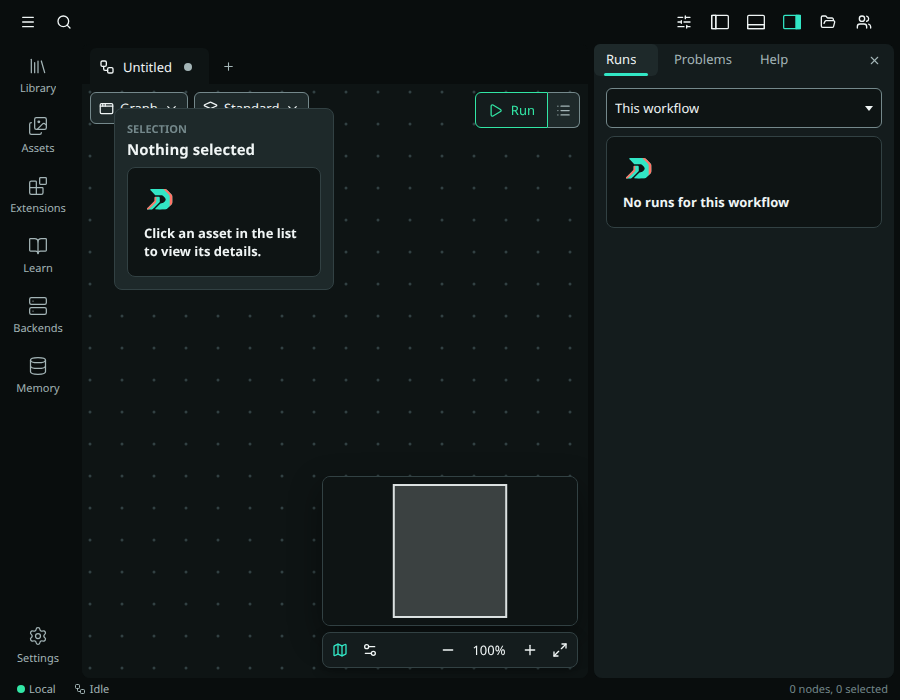 Untitled
Library
Assets
Extensions
Learn
Backends
Memory
Settings
Graph
Standard
Run
SELECTION
Nothing selected
Click an asset in the list
to view its details.
100%
Runs
Problems
Help
This workflow
No runs for this workflow
Local
Idle
0 nodes, 0 selected